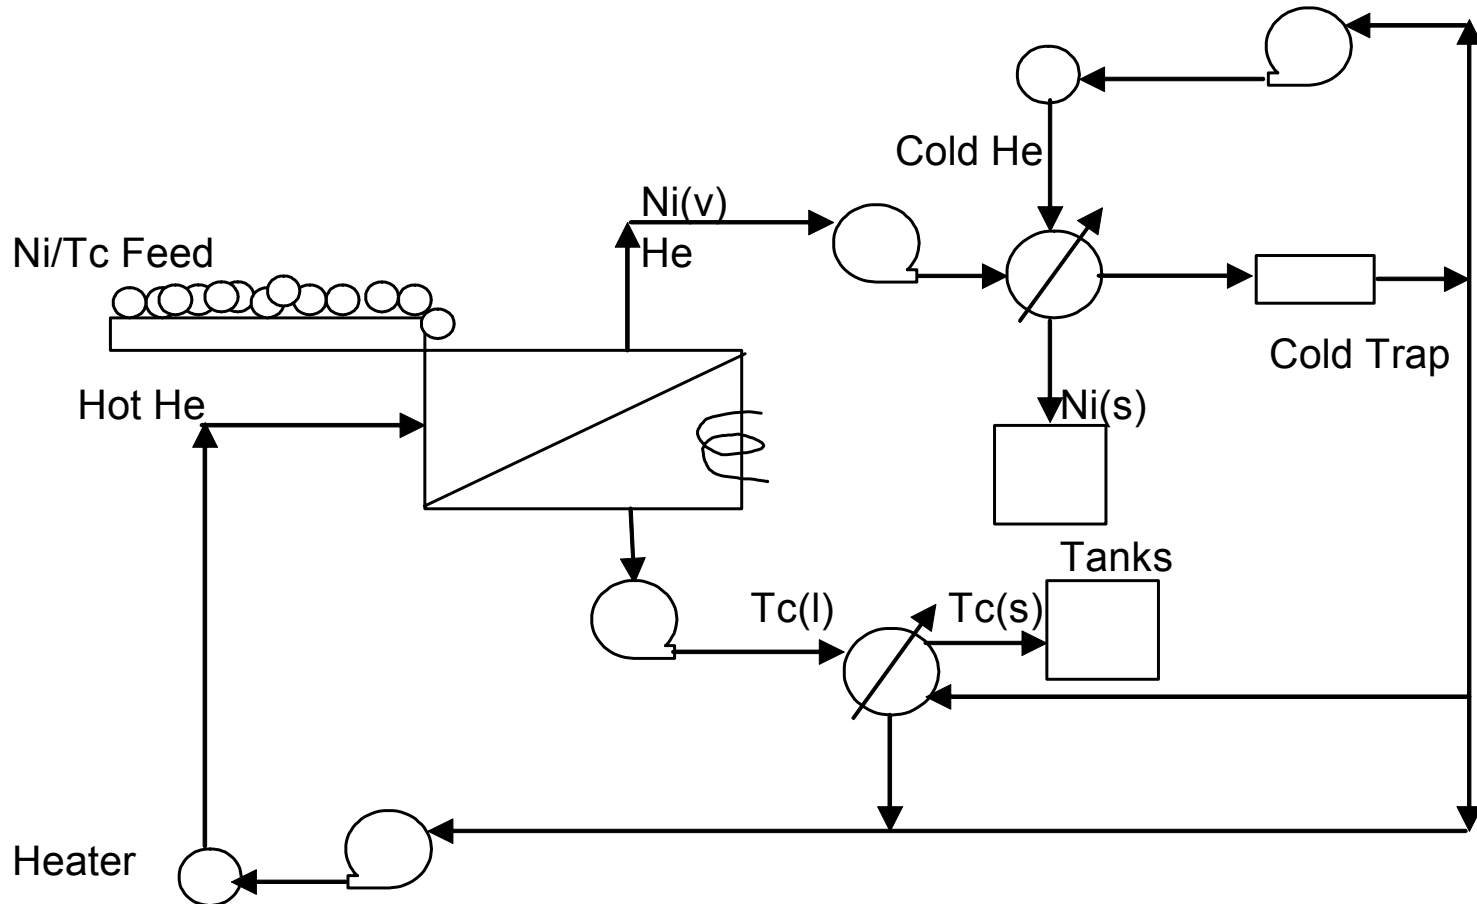 Cold He
Ni(v)
He
Ni/Tc Feed
Cold Trap
Hot He
Ni(s)
Tanks
Tc(l)
Tc(s)
Heater